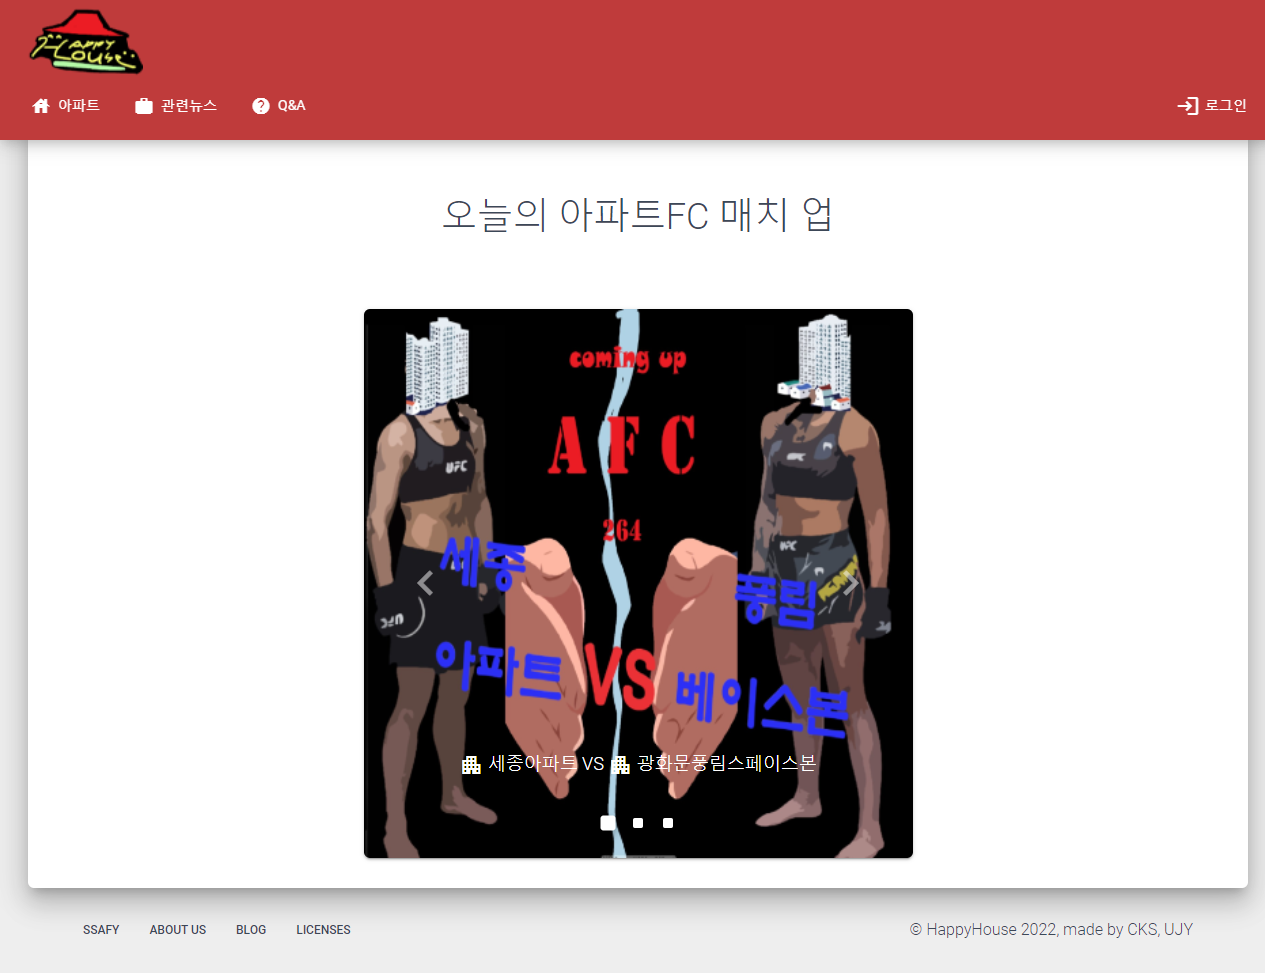 Happy
House
아파트
관련뉴스
Q&A
로그인
오늘의 아파트FC 매치 업
coming up
AFC
264
UFC
UFC
UFC
세종
아파트
VS
풍림
베이스본
세종아파트 VS 광화문풍림스페이스본
SSAFY
ABOUT US
BLOG
LICENSES
© HappyHouse 2022, made by CKS, UJY